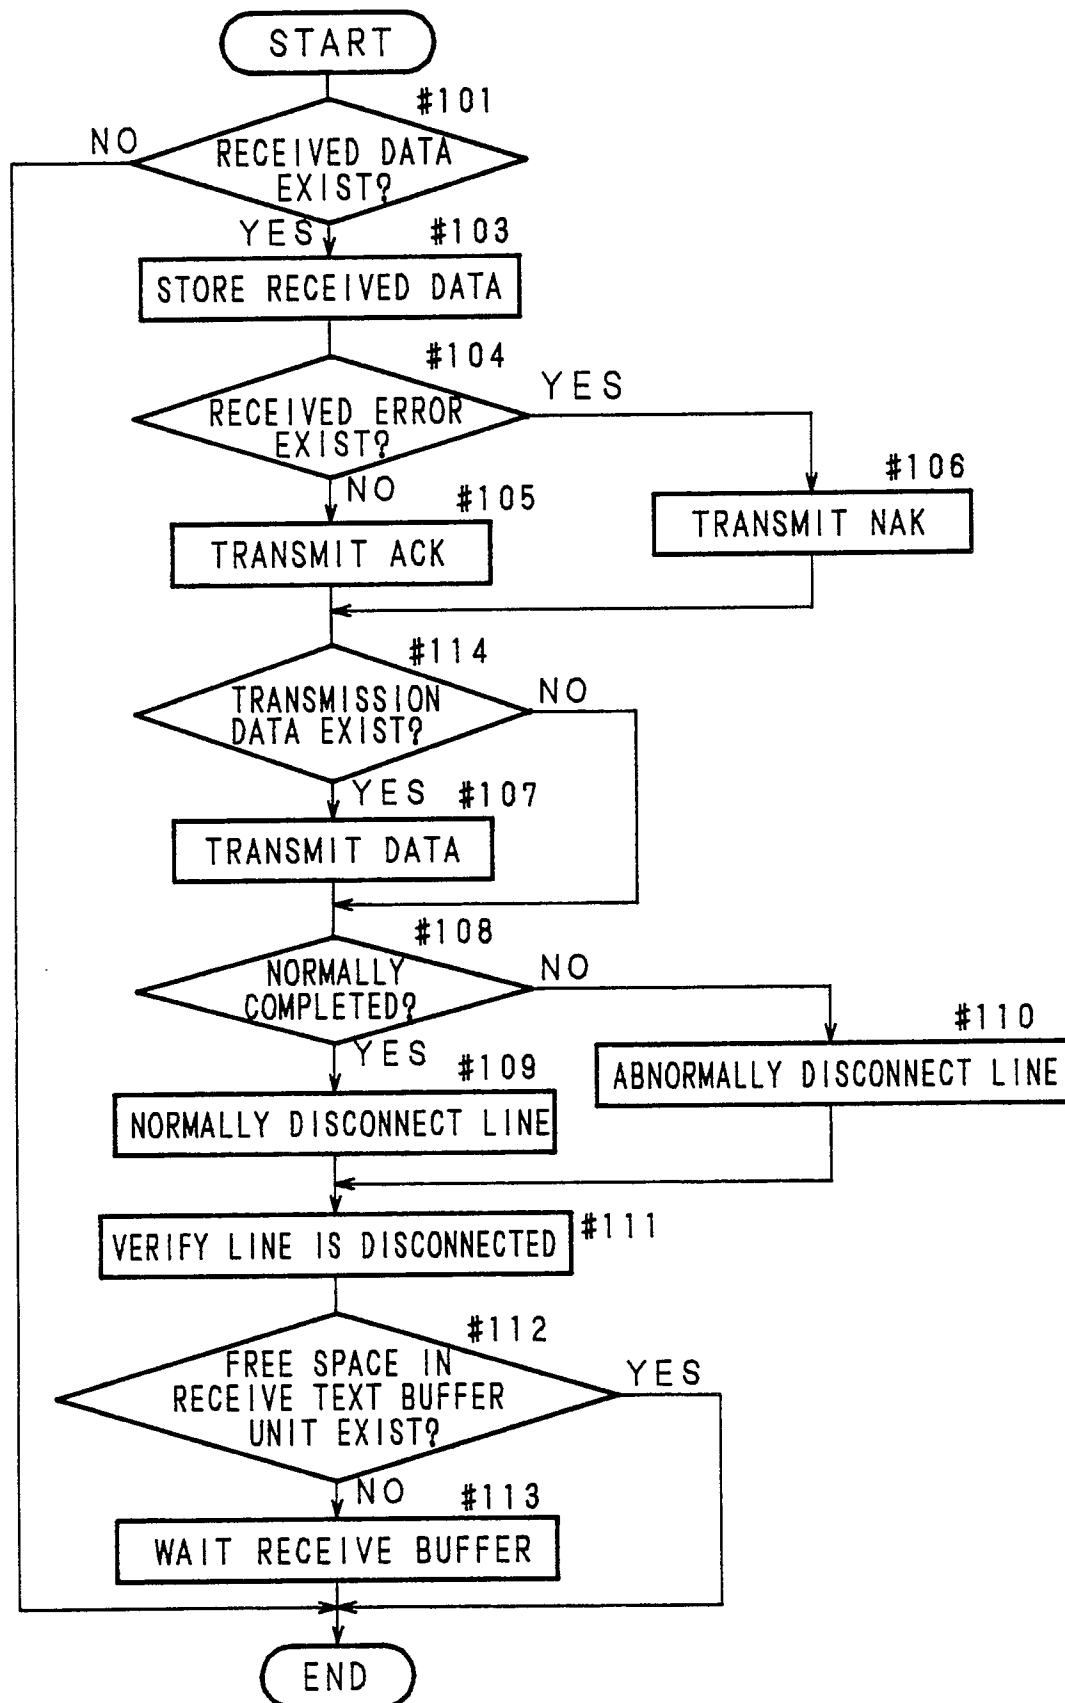 START
#101
NO
RECEIVED DATA
EXIST?
YES
#103
STORE RECEIVED DATA
#104
YES
RECEIVED ERROR
EXIST?
NO
#105
#106
TRANSMIT ACK
TRANSMIT NAK
#114
NO
TRANSMISSION
DATA EXIST?
YES
#107
TRANSMIT DATA
#108
NO
NORMALLY
COMPLETED?
YES
#109
#110
ABNORMALLY DISCONNECT LINE
NORMALLY DISCONNECT LINE
#111
VERIFY LINE IS DISCONNECTED
#112
YES
FREE SPACE IN
RECEIVE TEXT BUFFER
UNIT EXIST?
NO
#113
WAIT RECEIVE BUFFER
END